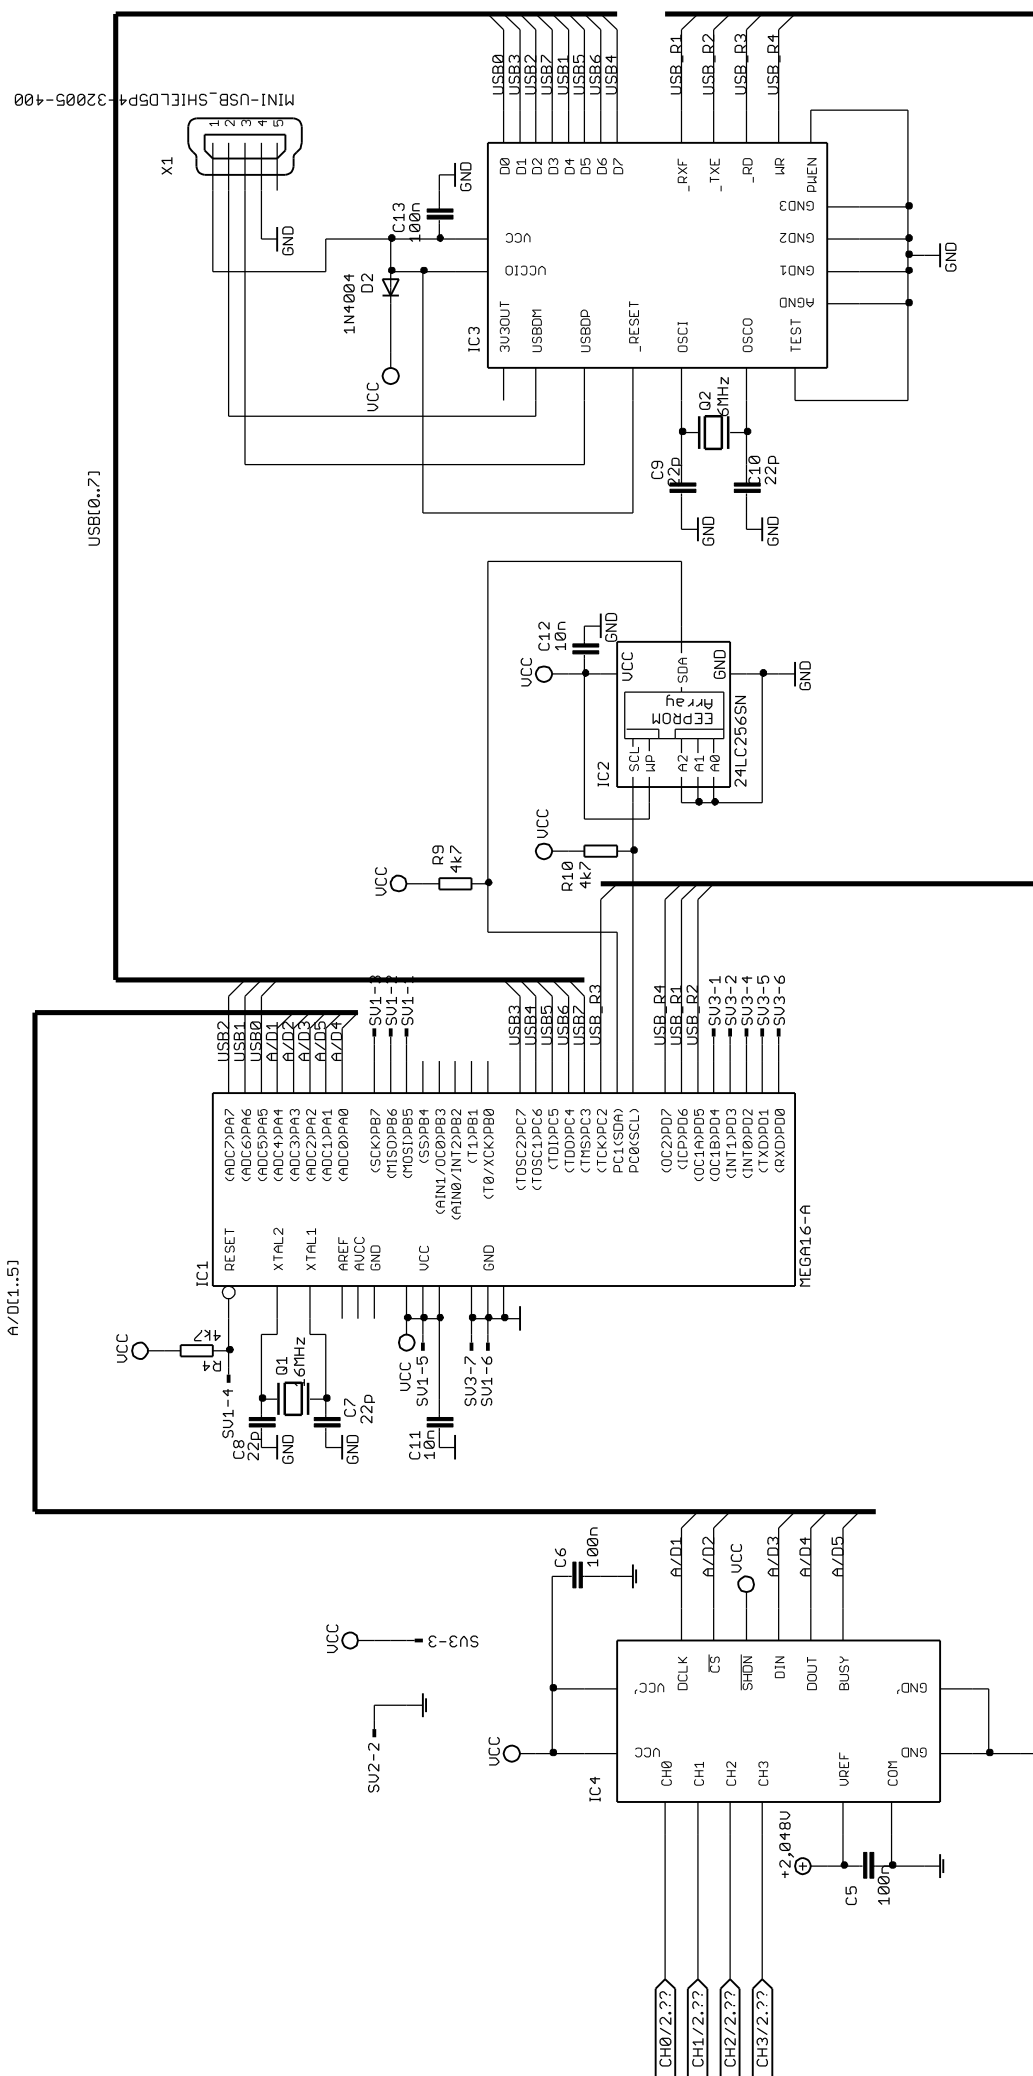 USB0
USB3
USB2
USB7
USB1
USB5
USB6
USB4
USB_R1
USB_R2
USB_R3
USB_R4
MINI-USB_SHIELD5P4-32005-400
X1
1
2
3
4
5
GND
C13
100n
GND
D2
1N4004
VCC
IC3
D0
D1
D2
D3
D4
D5
D6
D7
_RXF
_TXE
_RD
WR
PWEN
VCC
VCCIO
GND3
GND2
GND1
AGND
3V3OUT
USBDM
USBDP
_RESET
OSCI
OSCO
TEST
GND
Q2
6MHz
C9
22p
C10
22p
GND
GND
USB[0..7]
C12
10n
GND
VCC
VCC
SDA
GND
GND
EEPROM
Array
SCL
WP
A2
A1
A0
IC2
24LC256SN
VCC
R9
4k7
VCC
R10
4k7
USB2
USB1
USB0
A/D1
A/D2
A/D3
A/D5
A/D4
SV1-3
SV1-2
SV1-1
USB3
USB4
USB5
USB6
USB7
USB_R3
USB_R4
USB_R1
USB_R2
SV3-1
SV3-2
SV3-4
SV3-5
SV3-6
(ADC7)PA7
(ADC6)PA6
(ADC5)PA5
(ADC4)PA4
(ADC3)PA3
(ADC2)PA2
(ADC1)PA1
(ADC0)PA0
(SCK)PB7
(MISO)PB6
(MOSI)PB5
(SS)PB4
(AIN1/OC0)PB3
(AIN0/INT2)PB2
(T1)PB1
(T0/XCK)PB0
(TOSC2)PC7
(TOSC1)PC6
(TDI)PC5
(TDO)PC4
(TMS)PC3
(TCK)PC2
PC1(SDA)
PC0(SCL)
(OC2)PD7
(ICP)PD6
(OC1A)PD5
(OC1B)PD4
(INT1)PD3
(INT0)PD2
(TXD)PD1
(RXD)PD0
IC1
RESET
XTAL2
XTAL1
AREF
AVCC
GND
VCC
GND
MEGA16-A
A/D[1..5]
VCC
R4
4k7
SV1-4
Q1
16MHz
C8
22p
GND
C7
22p
GND
VCC
SV1-5
SV3-7
SV1-6
C11
10n
C6
100n
A/D1
A/D2
VCC
A/D3
A/D4
A/D5
VCC
SV3-3
SV2-2
VCC
IC4
DCLK
CS
SHDN
DIN
DOUT
BUSY
VCC'
GND'
VCC
GND
CH0
CH1
CH2
CH3
VREF
COM
+2,048V
C5
100n
CH0/2.??
CH1/2.??
CH2/2.??
CH3/2.??